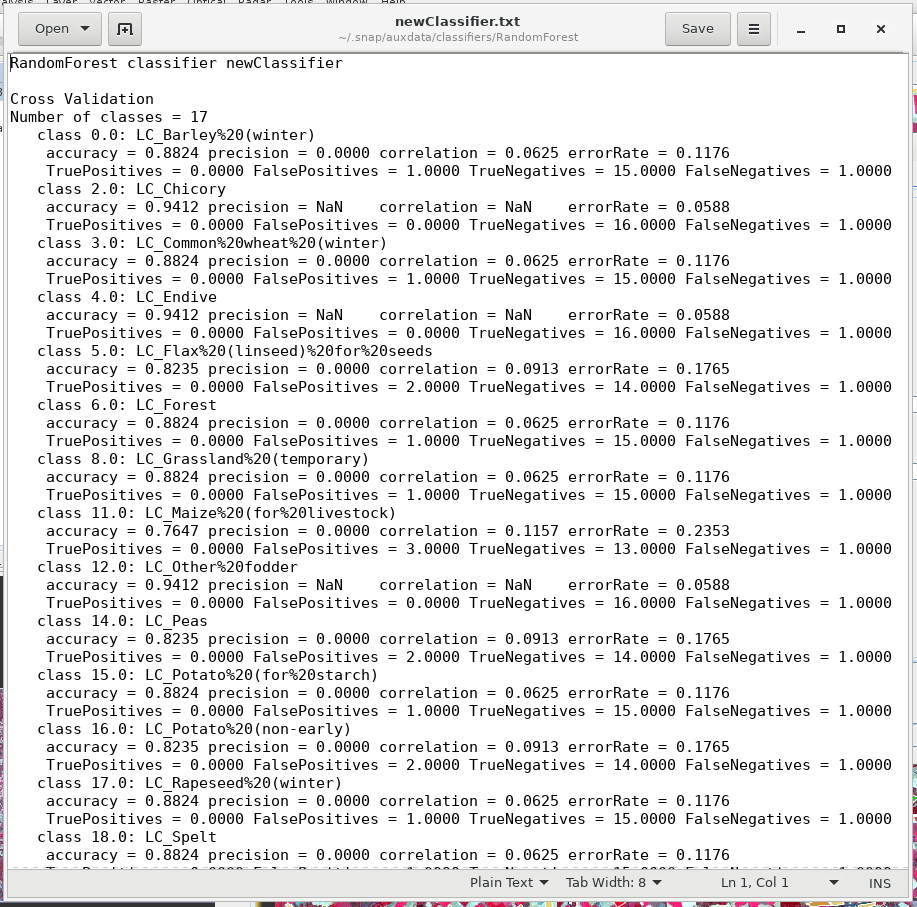 Open
newClassifier.txt
~/.snap/auxdata/classifiers/RandomForest
Save
RandomForest classifier newClassifier
Cross Validation
Number of classes = 17
class 0.0: LC_Barley%20(winter)
accuracy = 0.8824 precision = 0.0000 correlation = 0.0625 errorRate = 0.1176
TruePositives = 0.0000 FalsePositives = 1.0000 TrueNegatives = 15.0000 FalseNegatives = 1.0000
class 2.0: LC_Chicory
accuracy = 0.9412 precision = NaN    correlation = NaN    errorRate = 0.0588
TruePositives = 0.0000 FalsePositives = 0.0000 TrueNegatives = 16.0000 FalseNegatives = 1.0000
class 3.0: LC_Common%20wheat%20(winter)
accuracy = 0.8824 precision = 0.0000 correlation = 0.0625 errorRate = 0.1176
TruePositives = 0.0000 FalsePositives = 1.0000 TrueNegatives = 15.0000 FalseNegatives = 1.0000
class 4.0: LC_Endive
accuracy = 0.9412 precision = NaN    correlation = NaN    errorRate = 0.0588
TruePositives = 0.0000 FalsePositives = 0.0000 TrueNegatives = 16.0000 FalseNegatives = 1.0000
class 5.0: LC_Flax%20(linseed)%20for%20seeds
accuracy = 0.8235 precision = 0.0000 correlation = 0.0913 errorRate = 0.1765
TruePositives = 0.0000 FalsePositives = 2.0000 TrueNegatives = 14.0000 FalseNegatives = 1.0000
class 6.0: LC_Forest
accuracy = 0.8824 precision = 0.0000 correlation = 0.0625 errorRate = 0.1176
TruePositives = 0.0000 FalsePositives = 1.0000 TrueNegatives = 15.0000 FalseNegatives = 1.0000
class 8.0: LC_Grassland%20(temporary)
accuracy = 0.8824 precision = 0.0000 correlation = 0.0625 errorRate = 0.1176
TruePositives = 0.0000 FalsePositives = 1.0000 TrueNegatives = 15.0000 FalseNegatives = 1.0000
class 11.0: LC_Maize%20(for%20livestock)
accuracy = 0.7647 precision = 0.0000 correlation = 0.1157 errorRate = 0.2353
TruePositives = 0.0000 FalsePositives = 3.0000 TrueNegatives = 13.0000 FalseNegatives = 1.0000
class 12.0: LC_Other%20fodder
accuracy = 0.9412 precision = NaN    correlation = NaN    errorRate = 0.0588
TruePositives = 0.0000 FalsePositives = 0.0000 TrueNegatives = 16.0000 FalseNegatives = 1.0000
class 14.0: LC_Peas
accuracy = 0.8235 precision = 0.0000 correlation = 0.0913 errorRate = 0.1765
TruePositives = 0.0000 FalsePositives = 2.0000 TrueNegatives = 14.0000 FalseNegatives = 1.0000
class 15.0: LC_Potato%20(for%20starch)
accuracy = 0.8824 precision = 0.0000 correlation = 0.0625 errorRate = 0.1176
TruePositives = 0.0000 FalsePositives = 1.0000 TrueNegatives = 15.0000 FalseNegatives = 1.0000
class 16.0: LC_Potato%20(non-early)
accuracy = 0.8235 precision = 0.0000 correlation = 0.0913 errorRate = 0.1765
TruePositives = 0.0000 FalsePositives = 2.0000 TrueNegatives = 14.0000 FalseNegatives = 1.0000
class 17.0: LC_Rapeseed%20(winter)
accuracy = 0.8824 precision = 0.0000 correlation = 0.0625 errorRate = 0.1176
TruePositives = 0.0000 FalsePositives = 1.0000 TrueNegatives = 15.0000 FalseNegatives = 1.0000
class 18.0: LC_Spelt
accuracy = 0.8824 precision = 0.0000 correlation = 0.0625 errorRate = 0.1176
Plain Text
Tab Width: 8
Ln 1, Col 1
INS